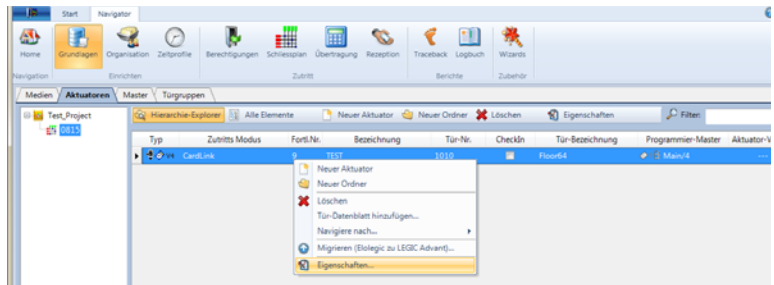 Start Navigator
Home Grundlagen Organisation Zeitprofile Berechtigungen Schliessplan Übertragung Rezeption Traceback Logbuch Wizards
Navigation Einrichten Zutritt Berichte Zubehör
Medien Aktuatoren Master Türgruppen
Test_Project Hierarchie-Explorer Alle Elemente Neuer Aktuator Neuer Ordner Löschen Eigenschaften Filter:
0815
Typ Zutritts Modus Fortl.Nr. Bezeichnung Tür-Nr. CheckIn Tür-Bezeichnung Programmier-Master Aktuator-V
CardLink 9 TEST 1010 Floor64 Main/4 ---
Neuer Aktuator
Neuer Ordner
Löschen
Tür-Datenblatt hinzufügen...
Navigiere nach...
Migrieren (Elolegic zu LEGIC Advant)...
Eigenschaften...